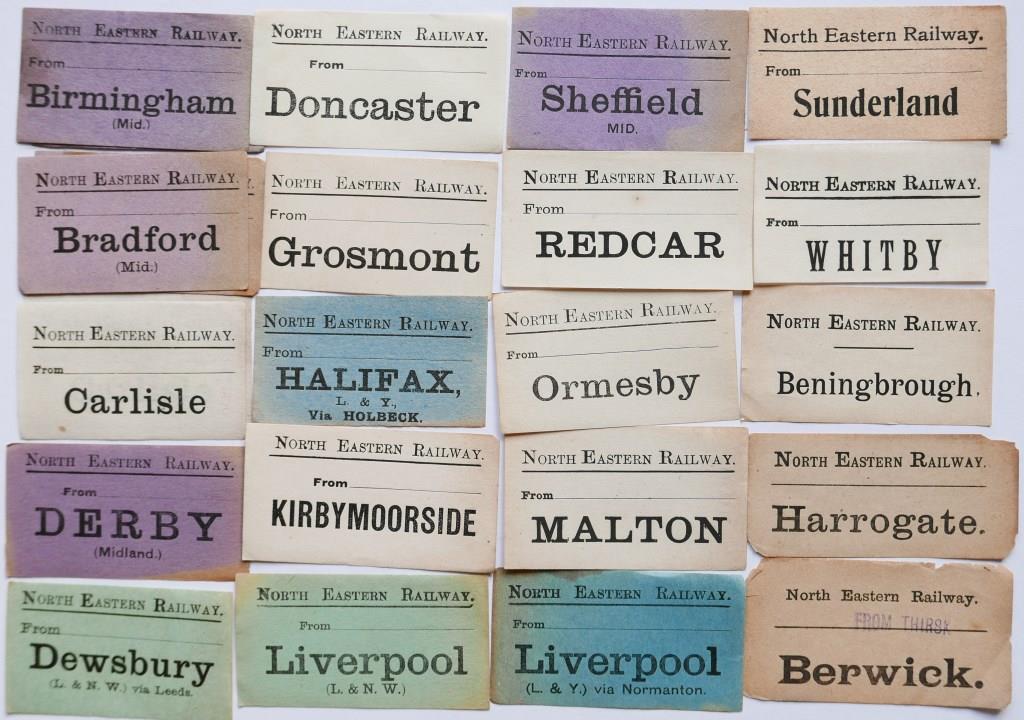 NORTH EASTERN RAILWAY.
From
Birmingham
(Mid.)
NORTH EASTERN RAILWAY.
From
Doncaster
NORTH EASTERN RAILWAY.
From
Sheffield
MID.
North Eastern Railway.
From
Sunderland
NORTH EASTERN RAILWAY.
From
Bradford
(Mid.)
NORTH EASTERN RAILWAY.
From
Grosmont
NORTH EASTERN RAILWAY.
From
REDCAR
NORTH EASTERN RAILWAY.
From
WHITBY
NORTH EASTERN RAILWAY.
From
Carlisle
NORTH EASTERN RAILWAY.
From
HALIFAX,
L. & Y.,
Via HOLBECK.
NORTH EASTERN RAILWAY.
From
Ormesby
NORTH EASTERN RAILWAY.
Beningbrough.
NORTH EASTERN RAILWAY.
From
DERBY
(Midland.)
NORTH EASTERN RAILWAY.
From
KIRBYMOORSIDE
NORTH EASTERN RAILWAY.
From
MALTON
NORTH EASTERN RAILWAY.
Harrogate.
NORTH EASTERN RAILWAY.
From
Dewsbury
(L. & N. W.) via Leeds.
NORTH EASTERN RAILWAY.
From
Liverpool
(L. & N. W.)
NORTH EASTERN RAILWAY.
From
Liverpool
(L. & Y.) via Normanton.
North Eastern Railway.
FROM THIRSK
Berwick.